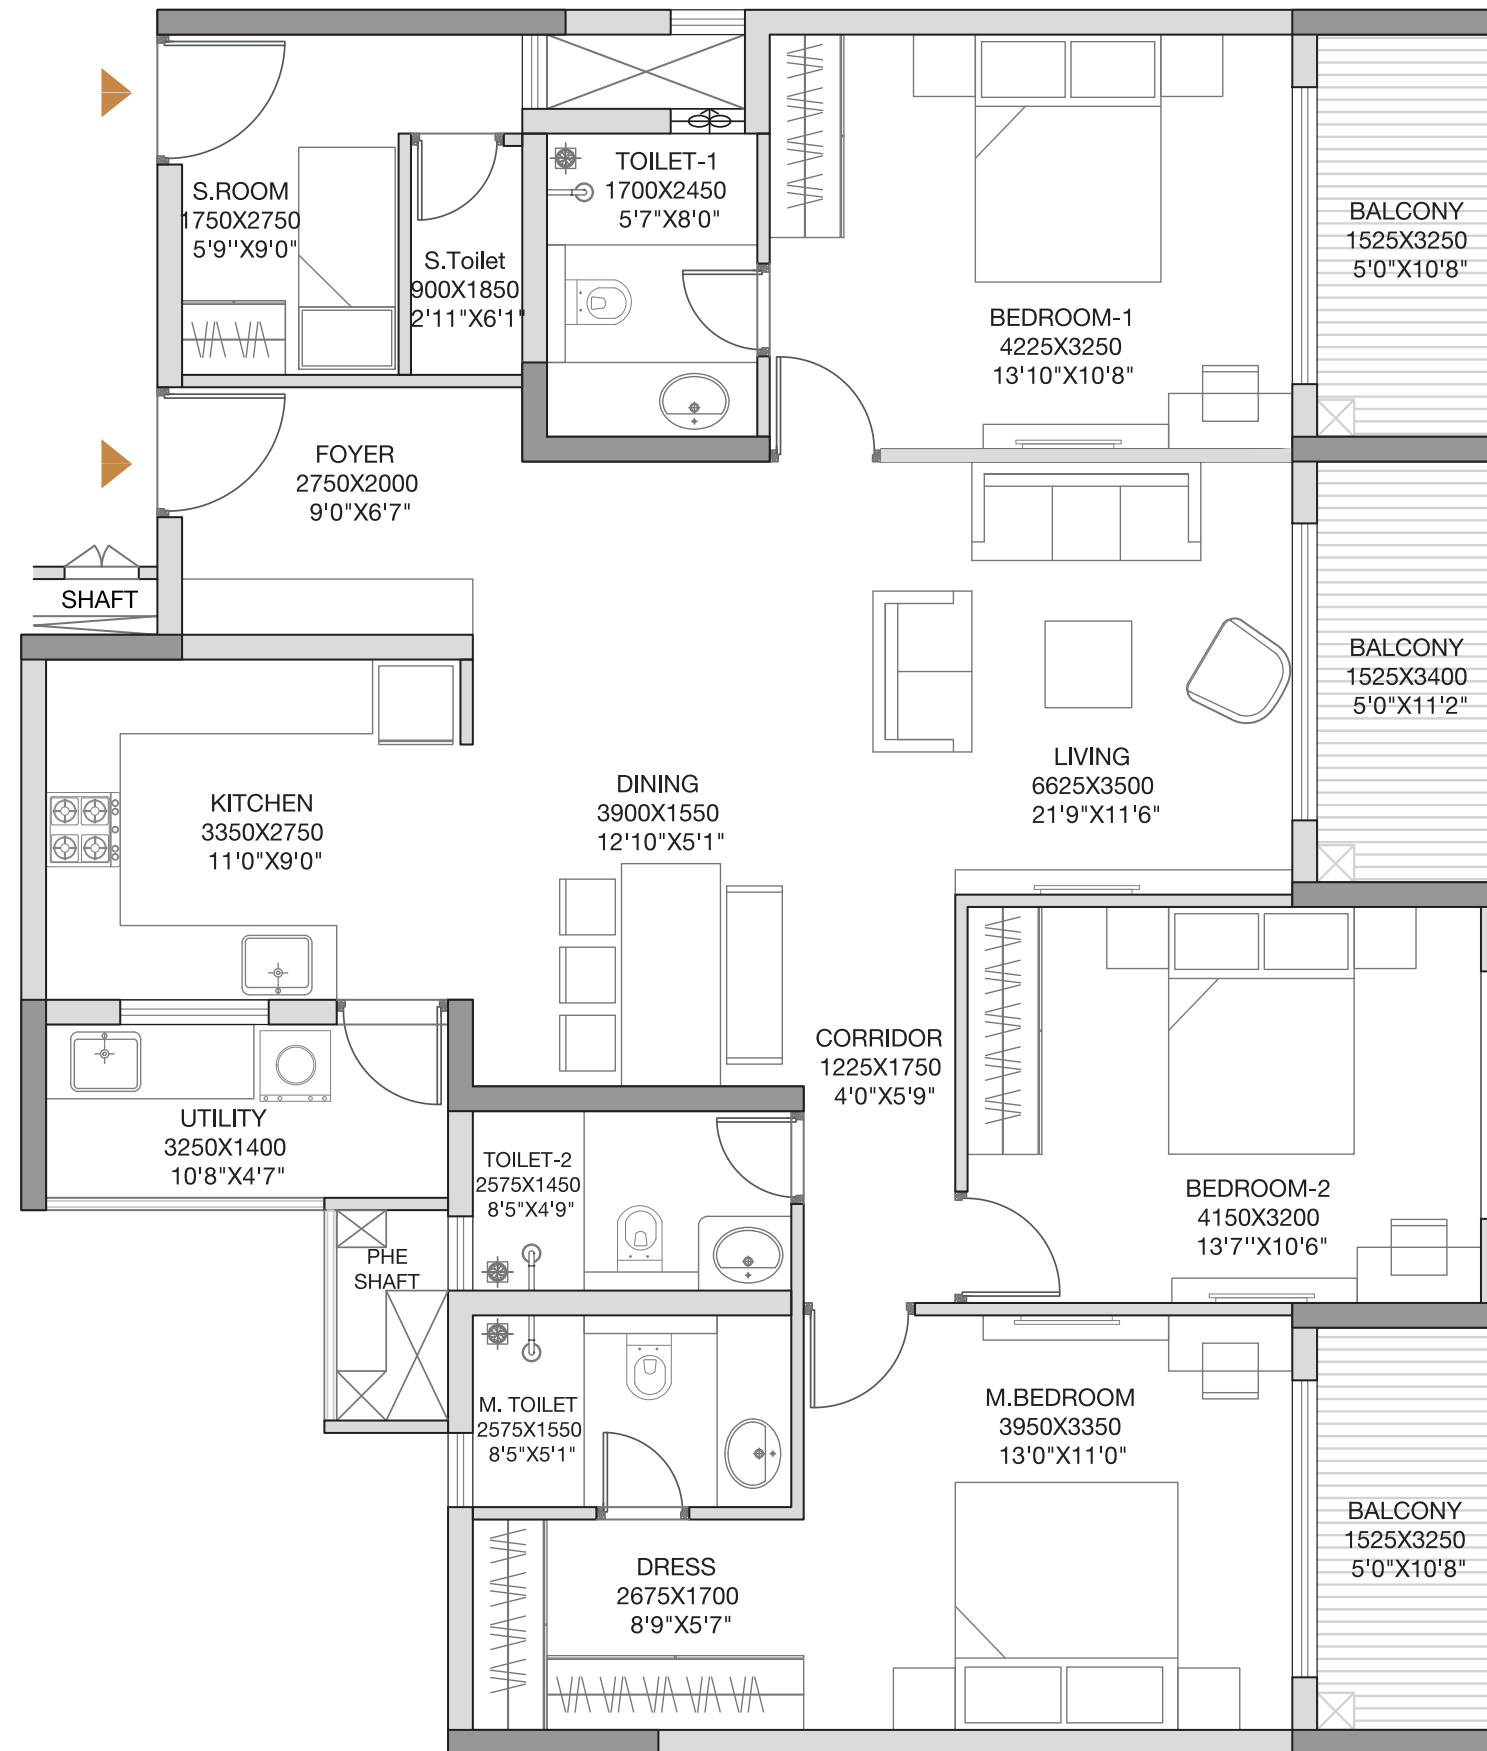 TOILET-1
1700X2450
5'7"X8'0"
S.ROOM
1750X2750
5'9''X9'0"
S.Toilet
900X1850
2'11"X6'1"
BALCONY
1525X3250
5'0"X10'8"
BEDROOM-1
4225X3250
13'10"X10'8"
FOYER
2750X2000
9'0"X6'7"
SHAFT
BALCONY
1525X3400
5'0"X11'2"
LIVING
6625X3500
21'9"X11'6"
DINING
3900X1550
12'10"X5'1"
KITCHEN
3350X2750
11'0"X9'0"
CORRIDOR
1225X1750
4'0"X5'9"
UTILITY
3250X1400
10'8"X4'7"
TOILET-2
2575X1450
8'5"X4'9"
BEDROOM-2
4150X3200
13'7''X10'6"
PHE
SHAFT
M. TOILET
2575X1550
8'5"X5'1"
M.BEDROOM
3950X3350
13'0"X11'0"
BALCONY
1525X3250
5'0"X10'8"
DRESS
2675X1700
8'9"X5'7"